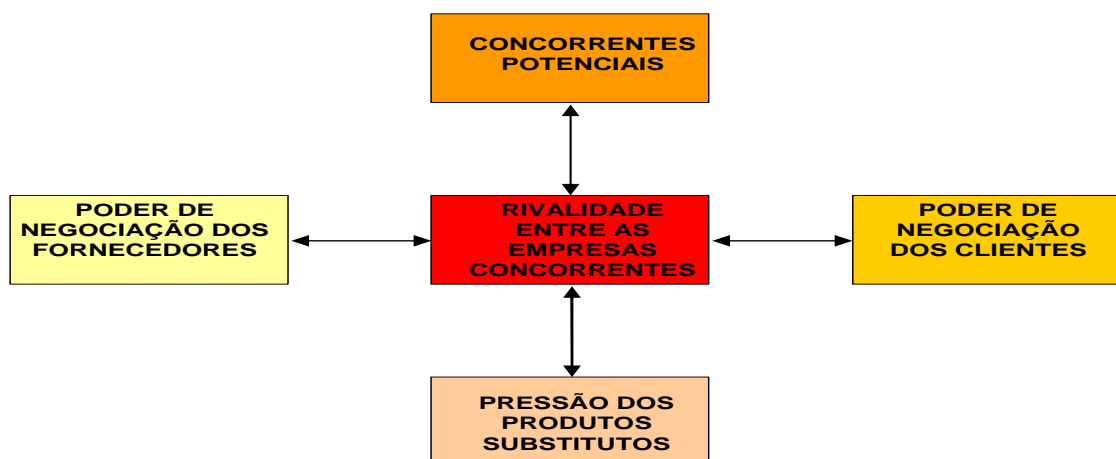 CONCORRENTES
POTENCIAIS
PODER DE
NEGOCIAÇÃO DOS
FORNECEDORES
RIVALIDADE
ENTRE AS
EMPRESAS
CONCORRENTES
PODER DE
NEGOCIAÇÃO
DOS CLIENTES
PRESSÃO DOS
PRODUTOS
SUBSTITUTOS